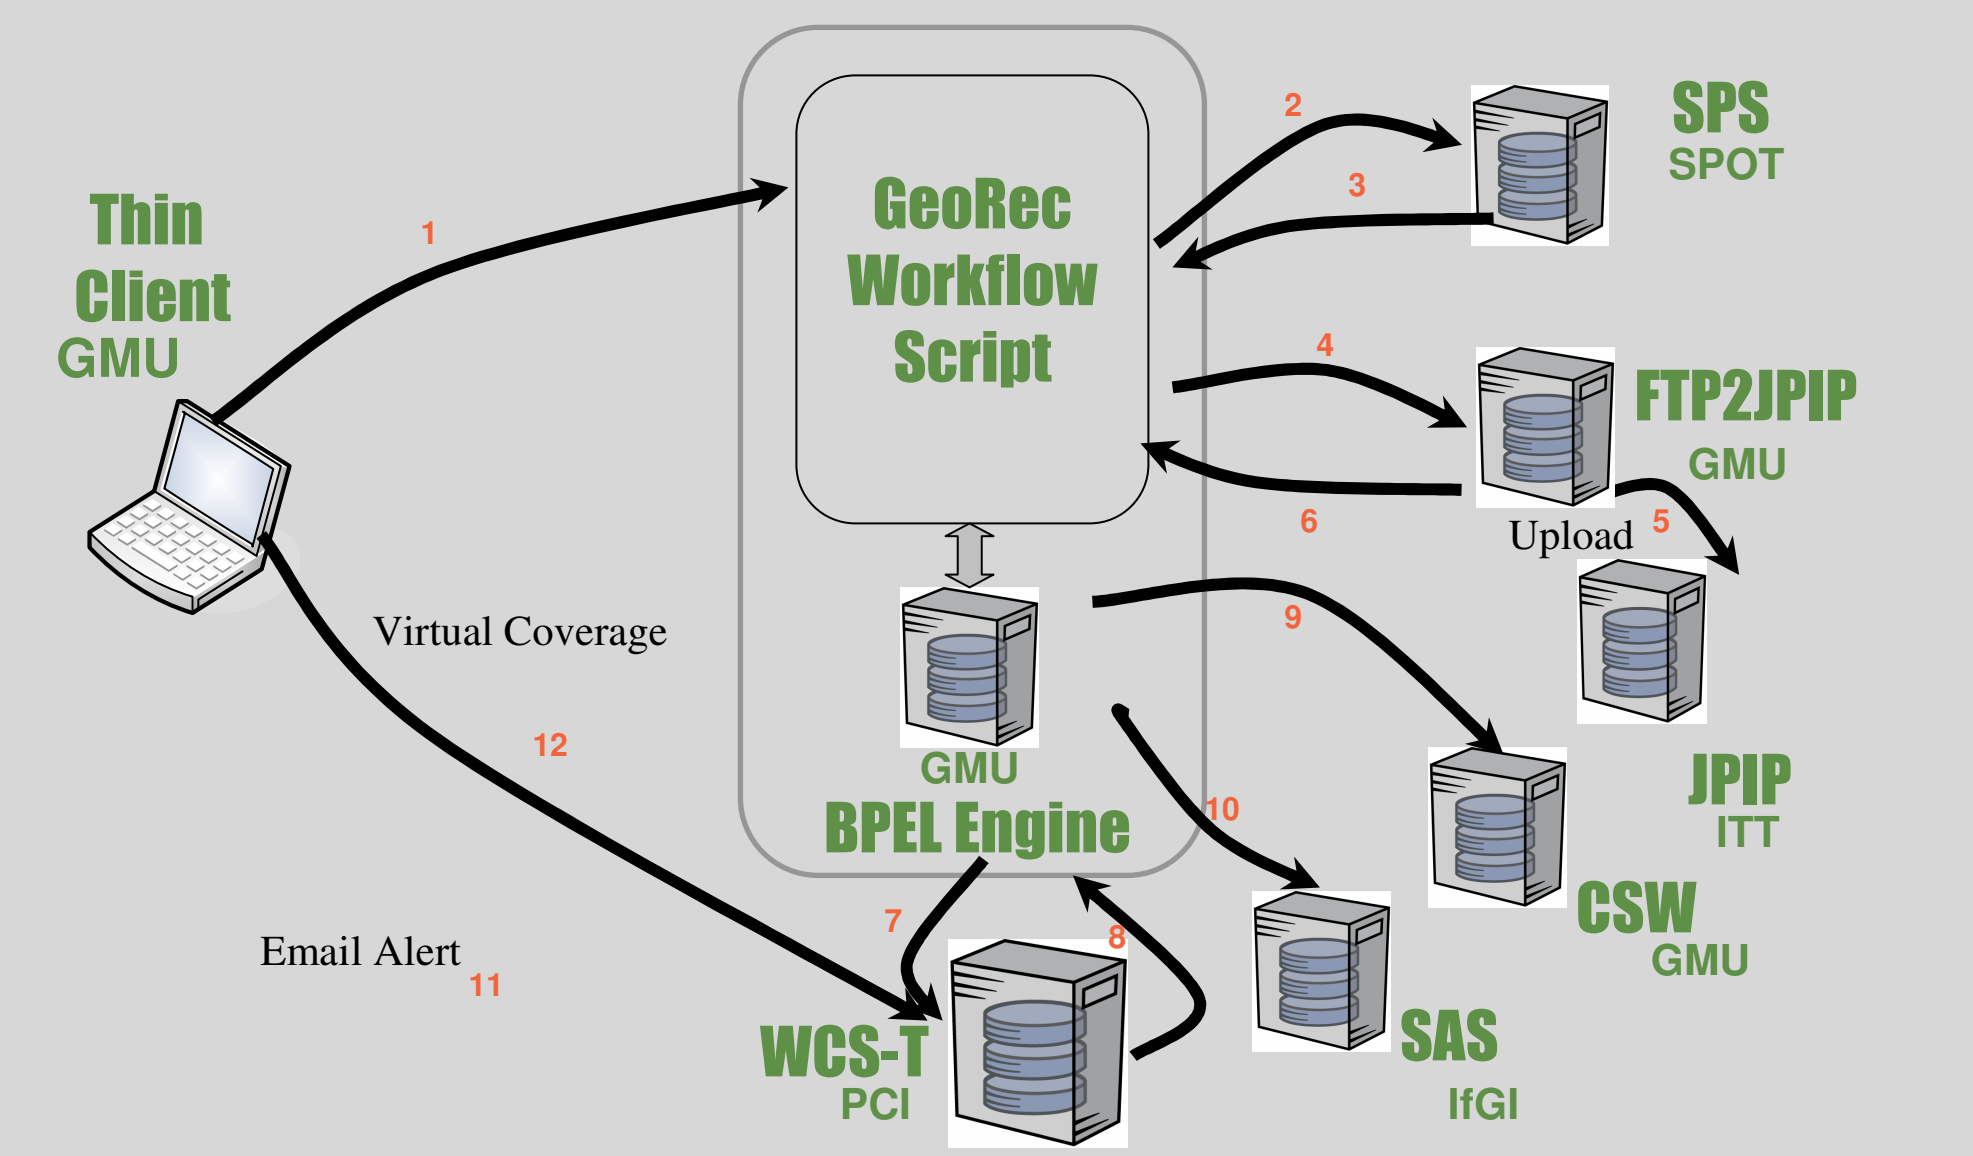 Thin
Client
GMU
1
GeoRec
Workflow
Script
2
3
SPS
SPOT
4
6
FTP2JPIP
GMU
Upload
5
JPIP
ITT
GMU
BPEL Engine
9
10
CSW
GMU
SAS
IfGI
7
8
WCS-T
PCI
Virtual Coverage
12
Email Alert
11